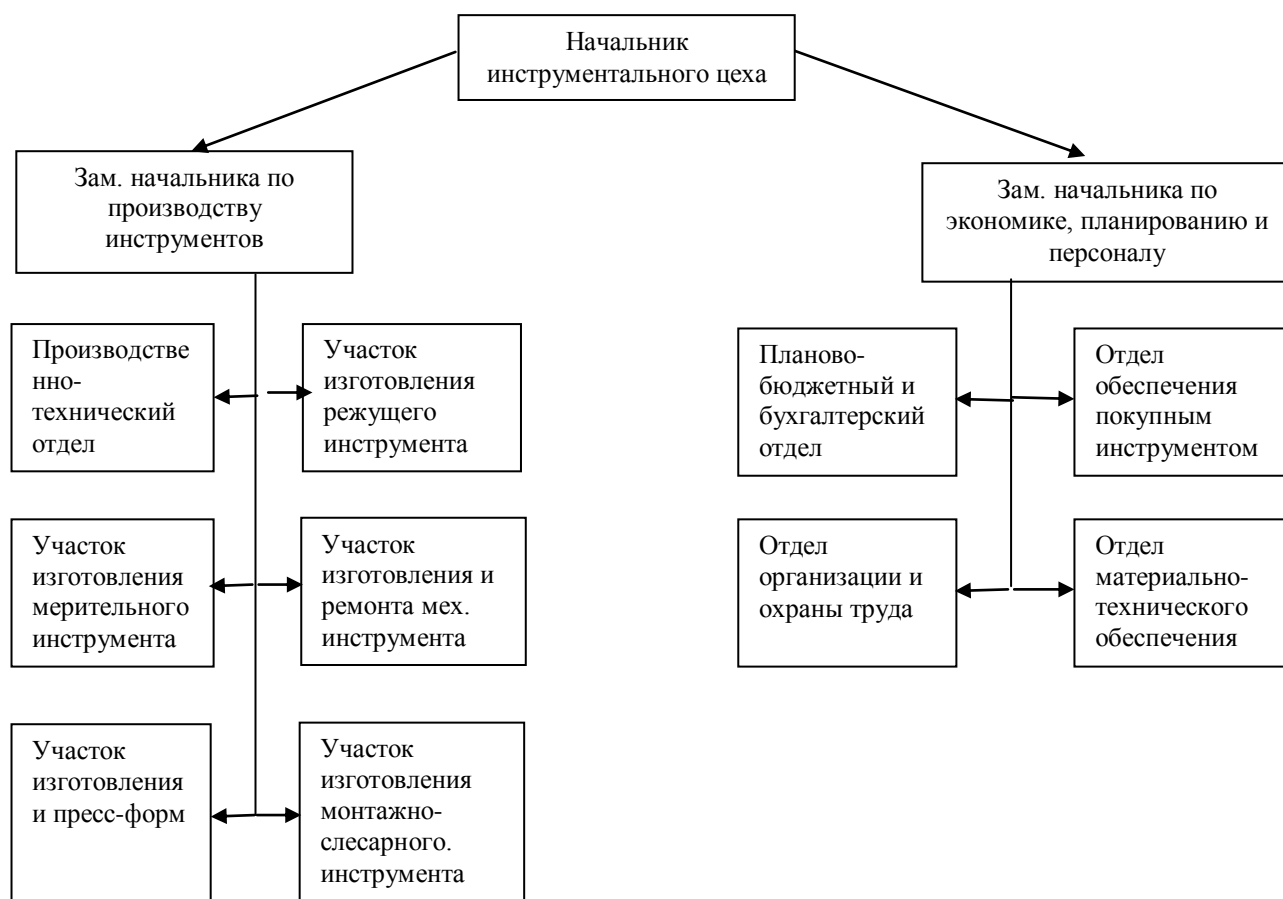 Начальник
инструментального цеха
Зам. начальника по
производству
инструментов
Зам. начальника по
экономике, планированию и
персоналу
Производстве
нно-
технический
отдел
Участок
изготовления
режущего
инструмента
Планово-
бюджетный и
бухгалтерский
отдел
Отдел
обеспечения
покупным
инструментом
Участок
изготовления
мерительного
инструмента
Участок
изготовления и
ремонта мех.
инструмента
Отдел
организации и
охраны труда
Отдел
материально-
технического
обеспечения
Участок
изготовления
и пресс-форм
Участок
изготовления
монтажно-
слесарного.
инструмента